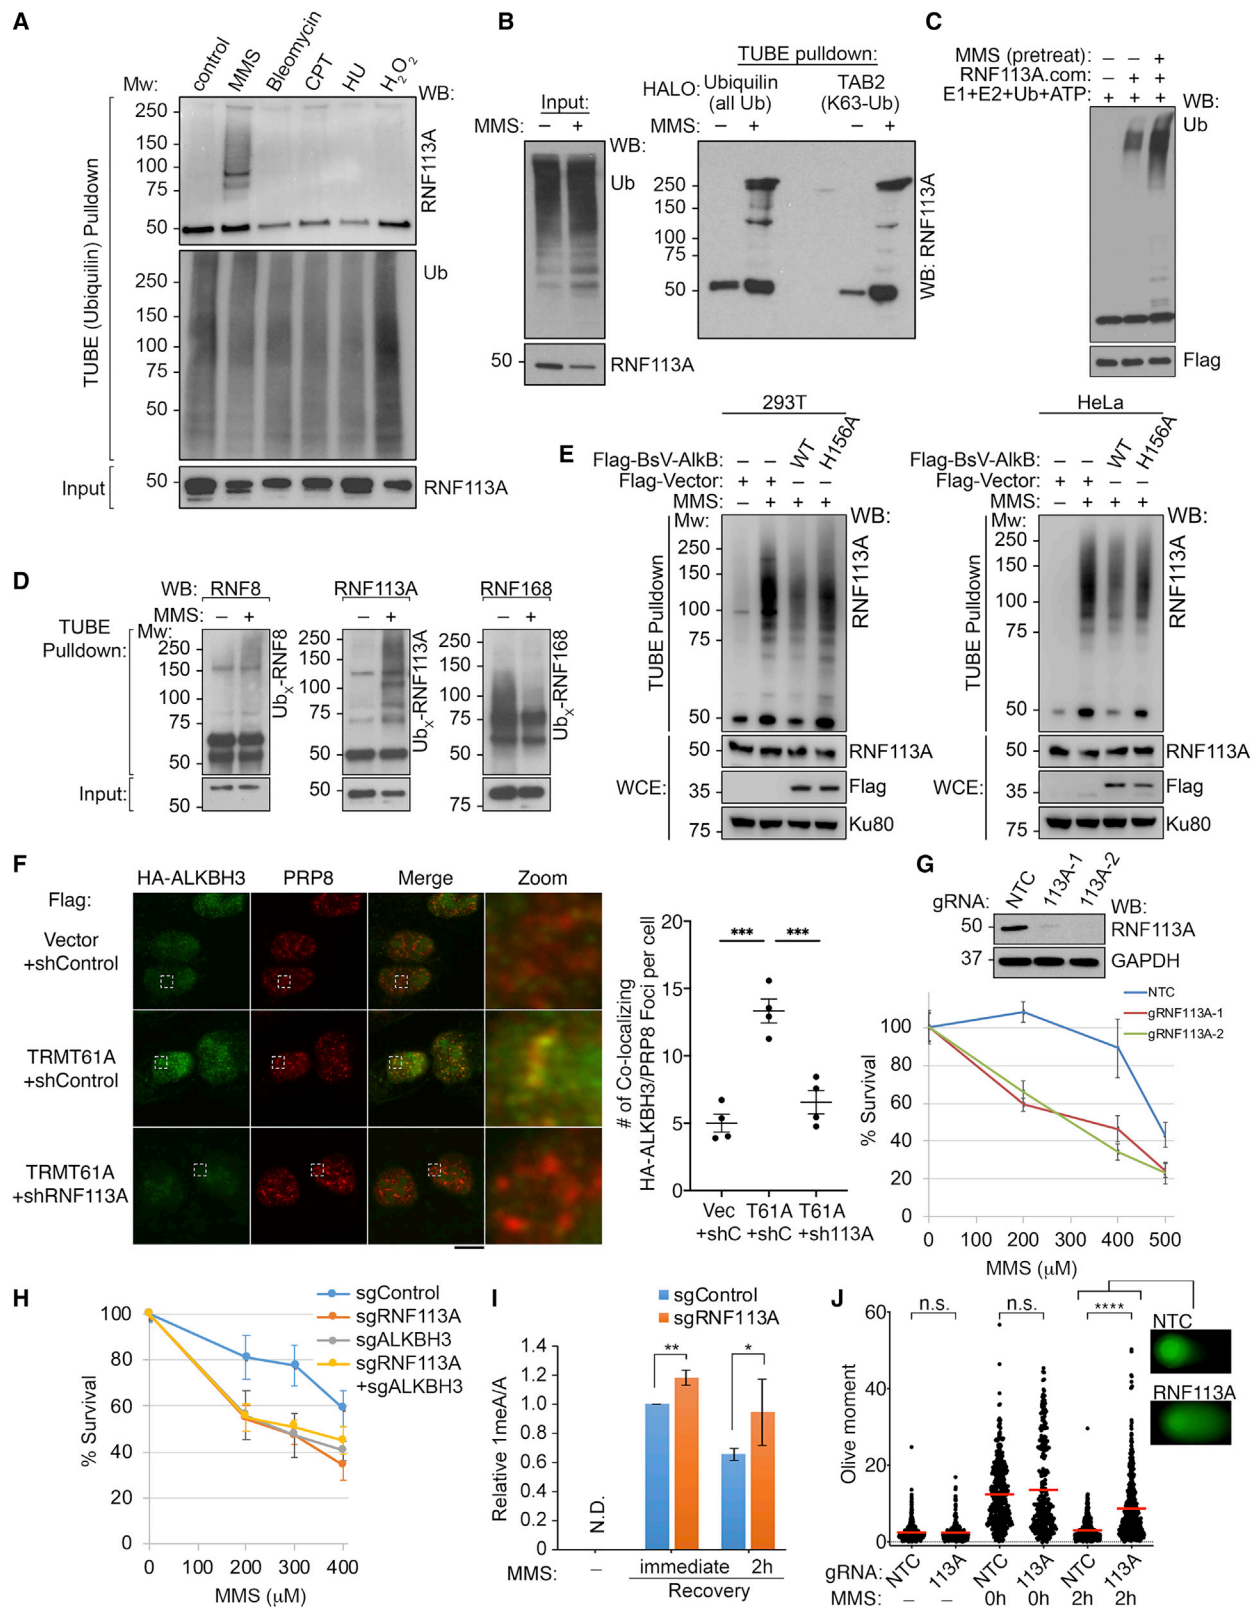 A
control MMS Bleomycin CPT HU H2O2
Mw:
WB:
250
150
100
75
50
RNF113A
250
150
100
75
50
Ub
TUBE (Ubiquilin) Pulldown
Input
50
RNF113A
B
TUBE pulldown:
HALO: Ubiquilin (all Ub) TAB2 (K63-Ub)
Input:
MMS: – +
MMS: – + – +
WB:
Ub
50
RNF113A
250
150
100
75
50
WB: RNF113A
C
MMS (pretreat): – – +
RNF113A.com: – + +
E1+E2+Ub+ATP: + + +
WB:
Ub
Flag
D
WB: RNF8 RNF113A RNF168
MMS: – + – + – +
TUBE Pulldown:
Mw:
250
150
100
75
50
UbX-RNF8
250
150
100
75
50
UbX-RNF113A
250
150
100
75
50
UbX-RNF168
Input:
50
50
75
E
293T
Flag-BsV-AlkB: – – WT H156A
Flag-Vector: + + – –
MMS: – + + +
Mw:
WB:
250
150
100
75
50
TUBE Pulldown
RNF113A
WCE:
50
RNF113A
35
Flag
75
Ku80
HeLa
Flag-BsV-AlkB: – – WT H156A
Flag-Vector: + + – –
MMS: – + + +
Mw:
WB:
250
150
100
75
50
TUBE Pulldown
RNF113A
WCE:
50
RNF113A
35
Flag
75
Ku80
F
HA-ALKBH3 PRP8 Merge Zoom
Flag:
Vector
+shControl
TRMT61A
+shControl
TRMT61A
+shRNF113A
# of Co-localizing
HA-ALKBH3/PRP8 Foci per cell
20
15
10
5
0
*** ***
Vec T61A T61A
+shC +shC +sh113A
G
gRNA: NTC 113A-1 113A-2
WB:
50
RNF113A
37
GAPDH
NTC
gRNF113A-1
gRNF113A-2
% Survival
100
80
60
40
20
0
0 100 200 300 400 500
MMS (µM)
H
sgControl
sgRNF113A
sgALKBH3
sgRNF113A
+sgALKBH3
% Survival
100
80
60
40
20
0
0 100 200 300 400
MMS (µM)
I
sgControl
sgRNF113A
Relative 1meA/A
1.4
1.2
1
0.8
0.6
0.4
0.2
0
N.D.
** *
MMS: – immediate 2h
Recovery
J
Olive moment
60
40
20
0
n.s. n.s. ****
NTC
RNF113A
gRNA: NTC 113A NTC 113A NTC 113A
MMS: – – 0h 0h 2h 2h